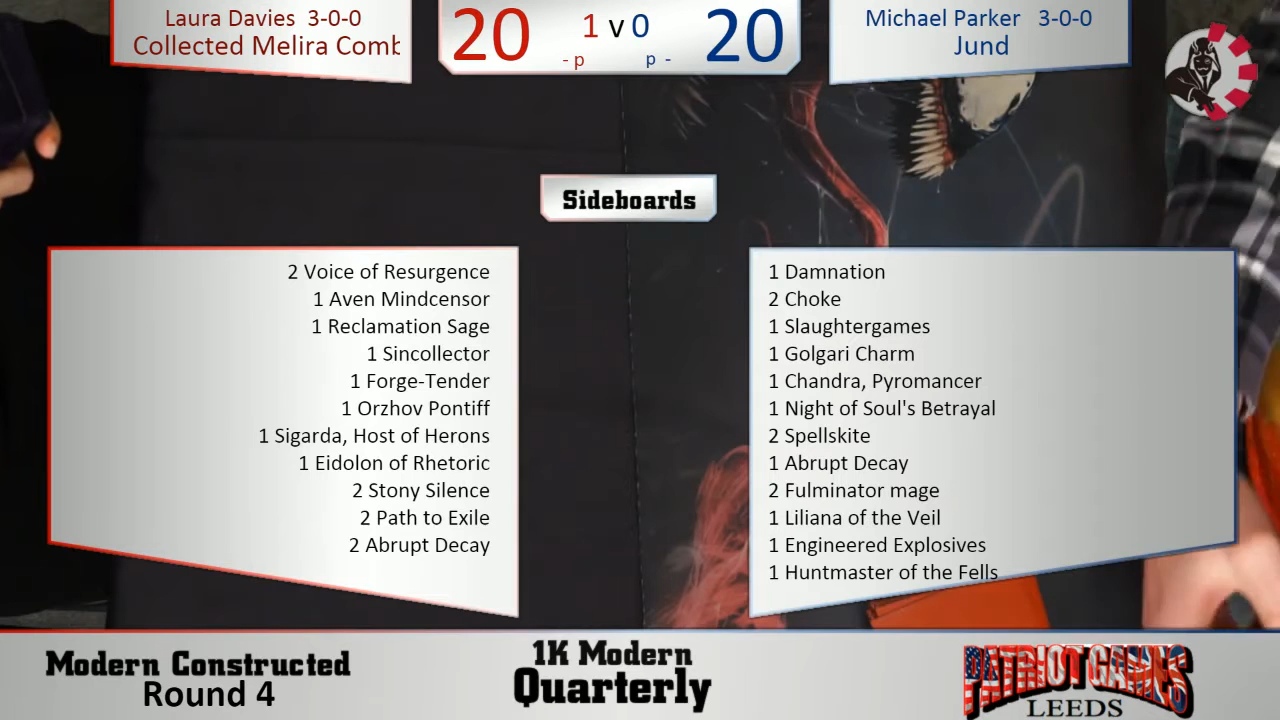 Laura Davies 3-0-0
Collected Melira Comb
20
1 v 0
20
- p
p -
Michael Parker 3-0-0
Jund
Sideboards
2 Voice of Resurgence
1 Aven Mindcensor
1 Reclamation Sage
1 Sincollector
1 Forge-Tender
1 Orzhov Pontiff
1 Sigarda, Host of Herons
1 Eidolon of Rhetoric
2 Stony Silence
2 Path to Exile
2 Abrupt Decay
1 Damnation
2 Choke
1 Slaughtergames
1 Golgari Charm
1 Chandra, Pyromancer
1 Night of Soul's Betrayal
2 Spellskite
1 Abrupt Decay
2 Fulminator mage
1 Liliana of the Veil
1 Engineered Explosives
1 Huntmaster of the Fells
Modern Constructed
Round 4
1K Modern
Quarterly
PATRIOT GAMES
LEEDS